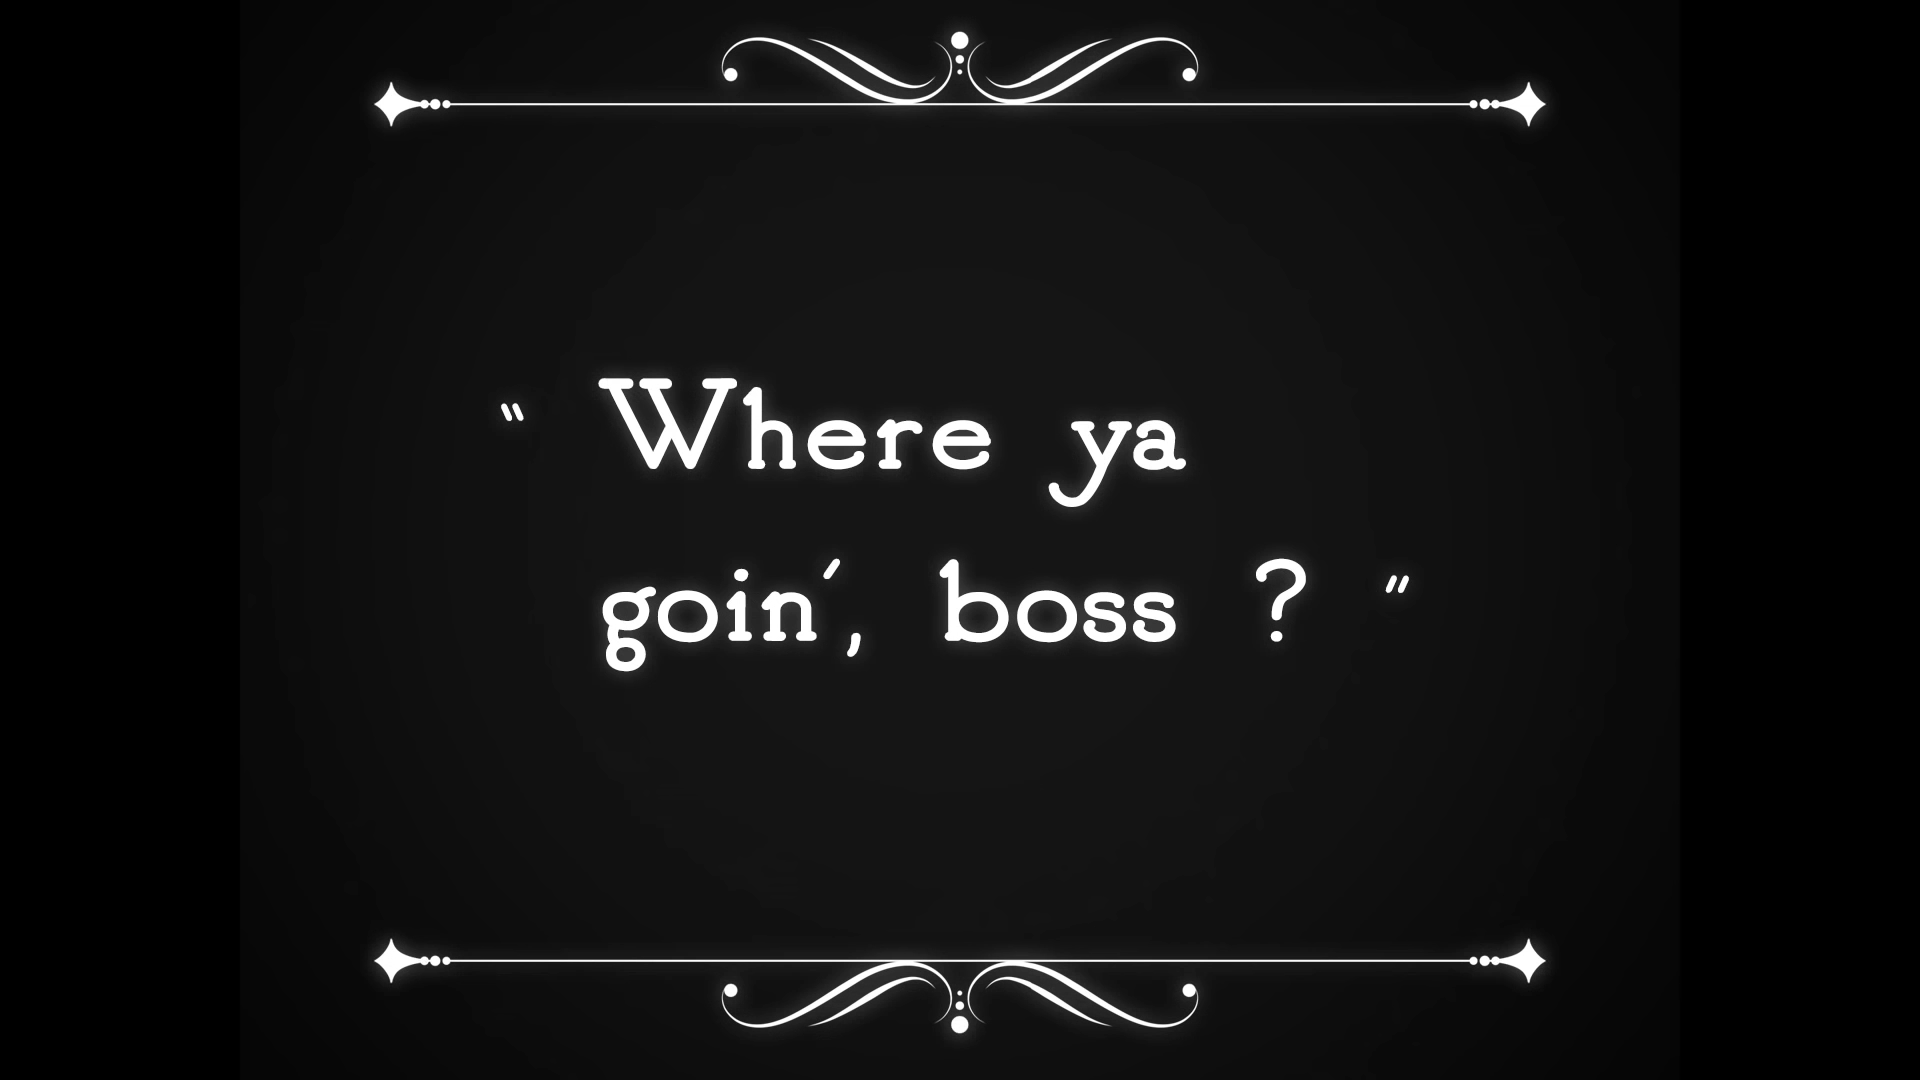 " Where ya
goin', boss ? "